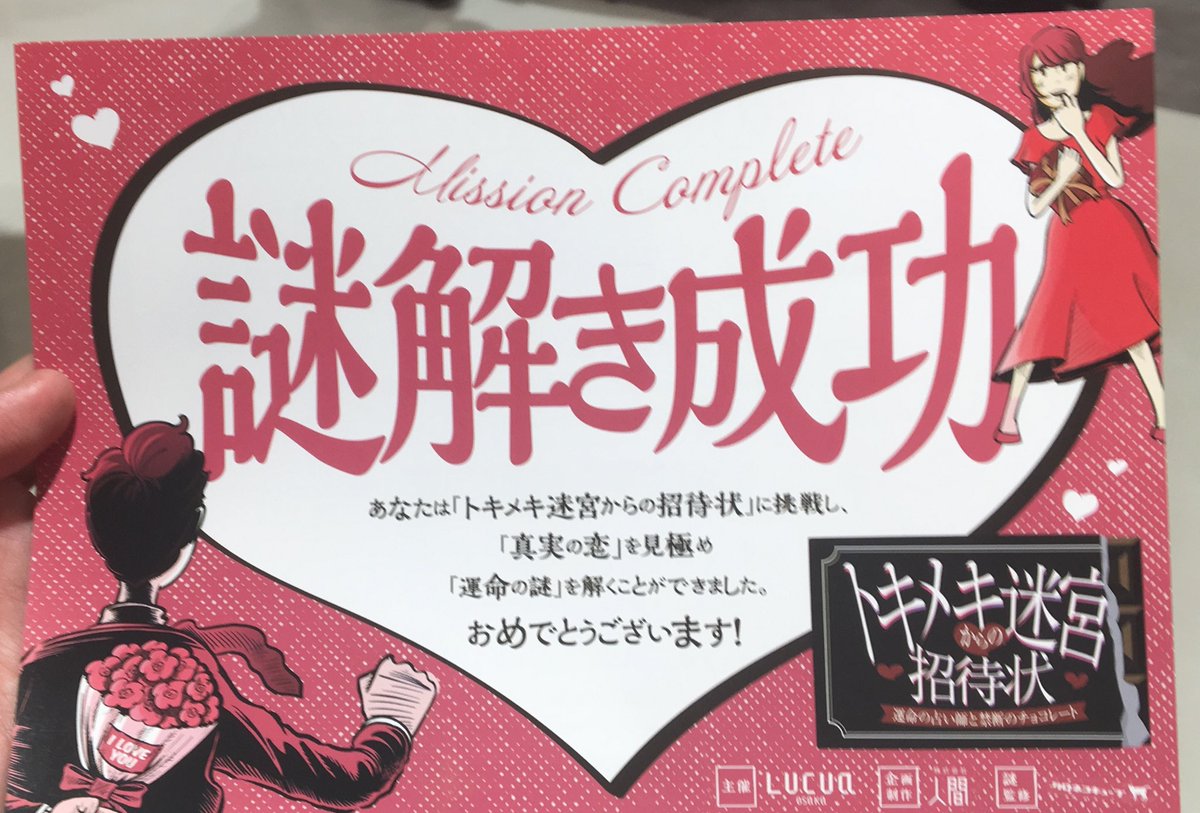 Mission Complete
謎解き成功
あなたは「トキメキ迷宮からの招待状」に挑戦し、
「真実の恋」を見極め
「運命の謎」を解くことができました。
おめでとうございます!
トキメキ迷宮
からの
招待状
運命の占い師と禁断のチョコレート
I LOVE
YOU
主催 LUCUA
OSAKA
企画
制作
株式会社
人間
謎
監修